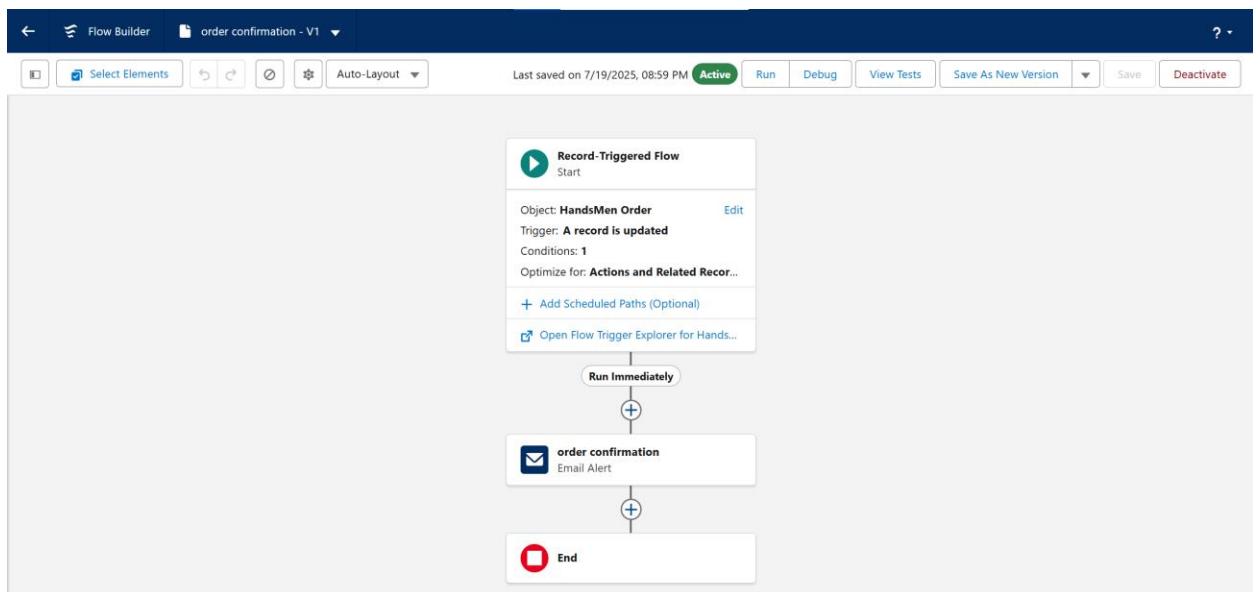 Flow Builder
order confirmation - V1
? 
Select Elements
Auto-Layout
Last saved on 7/19/2025, 08:59 PM
Active
Run
Debug
View Tests
Save As New Version
Save
Deactivate
Record-Triggered Flow
Start
Object: HandsMen Order Edit
Trigger: A record is updated
Conditions: 1
Optimize for: Actions and Related Recor...
+ Add Scheduled Paths (Optional)
Open Flow Trigger Explorer for Hands...
Run Immediately
order confirmation
Email Alert
End